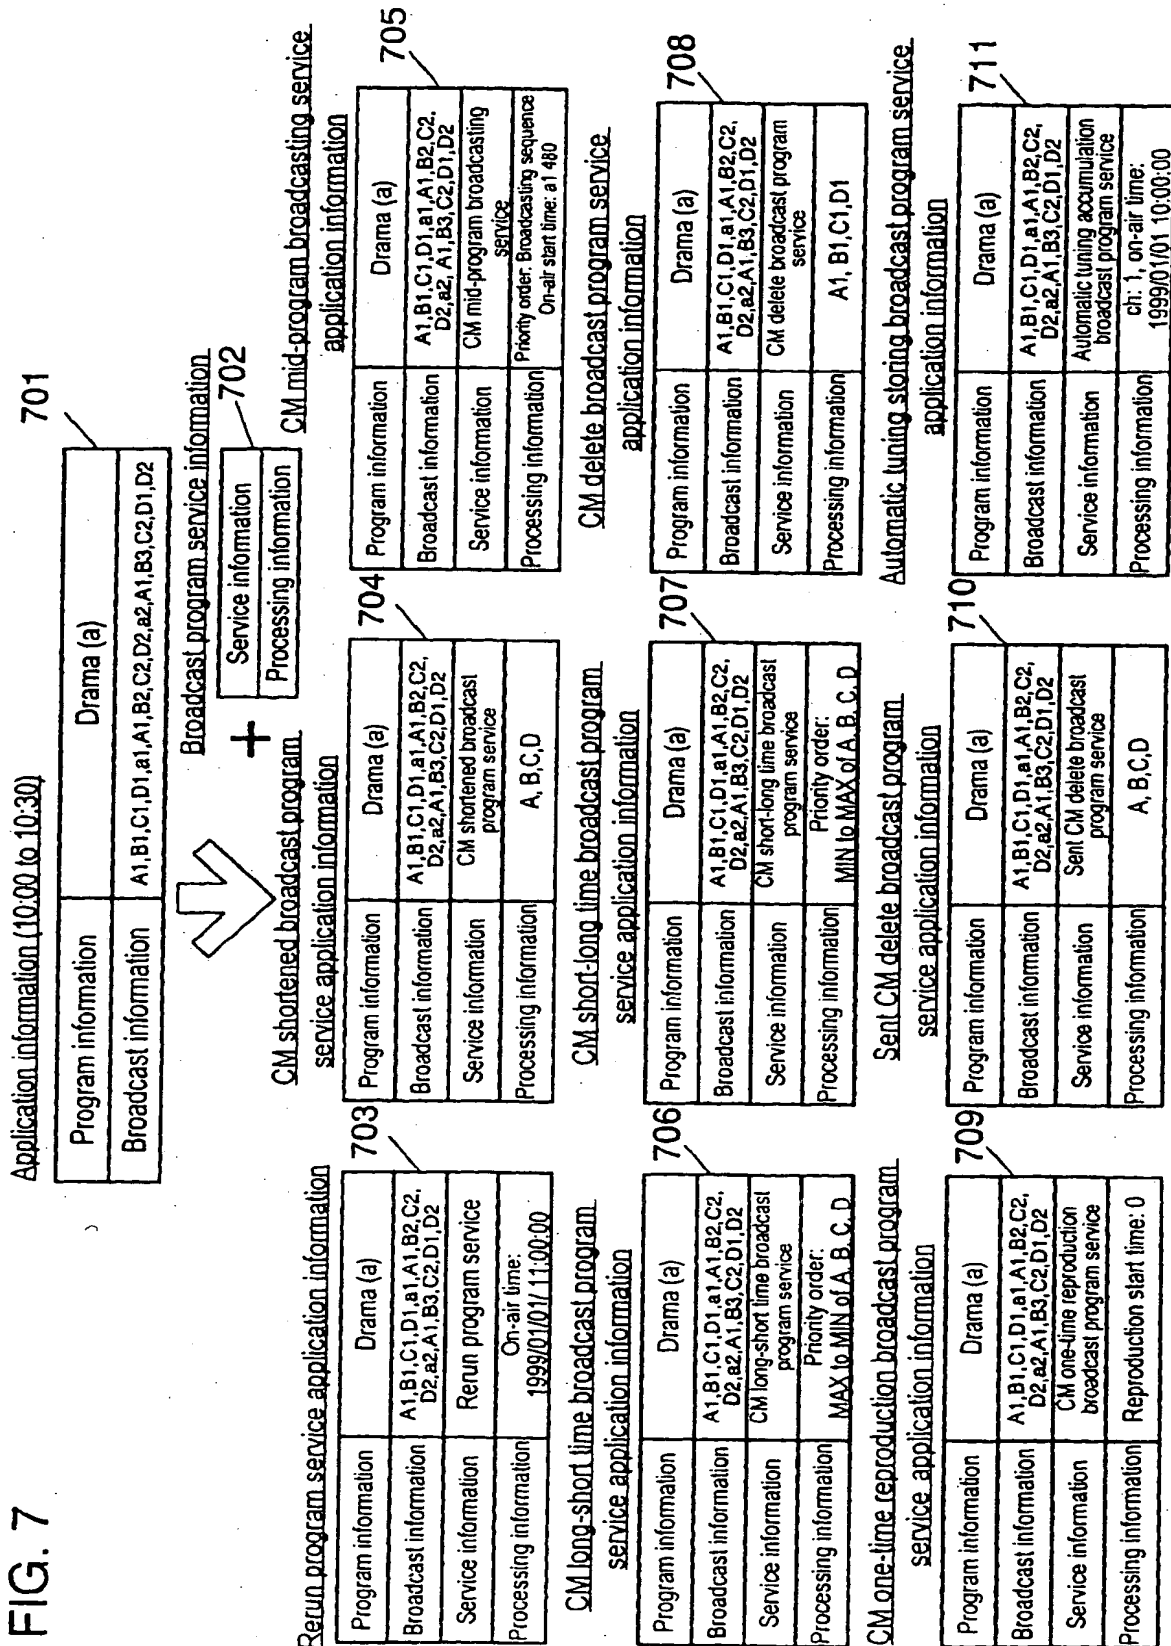 FIG. 7
Application information (10:00 to 10:30)
701
Program information
Drama (a)
Broadcast information
A1,B1,C1,D1,a1,A1,B2,C2,D2,a2,A1,B3,C2,D1,D2
Broadcast program service information
+
702
Service information
Processing information
Rerun program service application information
703
Program information
Drama (a)
Broadcast information
A1,B1,C1,D1,a1,A1,B2,C2,
D2,a2,A1,B3,C2,D1,D2
Service information
Rerun program service
Processing information
On-air time:
1999/01/01/ 11:00:00
CM shortened broadcast program
service application information
704
Program information
Drama (a)
Broadcast information
A1,B1,C1,D1,a1,A1,B2,C2,
D2,a2,A1,B3,C2,D1,D2
Service information
CM shortened broadcast
program service
Processing information
A, B,C,D
CM mid-program broadcasting service
application information
705
Program information
Drama (a)
Broadcast information
A1,B1,C1,D1,a1,A1,B2,C2,
D2,a2, A1,B3,C2,D1,D2
Service information
CM mid-program broadcasting
service
Processing information
Priority order: Broadcasting sequence
On-air start time: a1 480
CM long-short time broadcast program
service application information
706
Program information
Drama (a)
Broadcast information
A1,B1,C1,D1,a1,A1,B2,C2,
D2,a2,A1,B3,C2,D1,D2
Service information
CM long-short time broadcast
program service
Processing information
Priority order:
MAX to MIN of A, B, C, D
CM short-long time broadcast program
service application information
707
Program information
Drama (a)
Broadcast information
A1,B1,C1,D1,a1,A1,B2,C2,
D2,a2,A1,B3,C2,D1,D2
Service information
CM short-long time broadcast
program service
Processing information
Priority order:
MIN to MAX of A, B, C, D
CM delete broadcast program service
application information
708
Program information
Drama (a)
Broadcast information
A1,B1,C1,D1,a1,A1,B2,C2,
D2,a2,A1,B3,C2,D1,D2
Service information
CM delete broadcast program
service
Processing information
A1, B1,C1,D1
CM one-time reproduction broadcast program
service application information
709
Program information
Drama (a)
Broadcast information
A1,B1,C1,D1,a1,A1,B2,C2,
D2,a2,A1,B3,C2,D1,D2
Service information
CM one-time reproduction
broadcast program service
Processing information
Reproduction start time: 0
Sent CM delete broadcast program
service application information
710
Program information
Drama (a)
Broadcast information
A1,B1,C1,D1,a1,A1,B2,C2,
D2,a2,A1,B3,C2,D1,D2
Service information
Sent CM delete broadcast
program service
Processing information
A, B,C,D
Automatic tuning storing broadcast program service
application information
711
Program information
Drama (a)
Broadcast information
A1,B1,C1,D1,a1,A1,B2,C2,
D2,a2,A1,B3,C2,D1,D2
Service information
Automatic tuning accumulation
broadcast program service
Processing information
ch: 1, on-air time:
1999/01/01 10:00:00